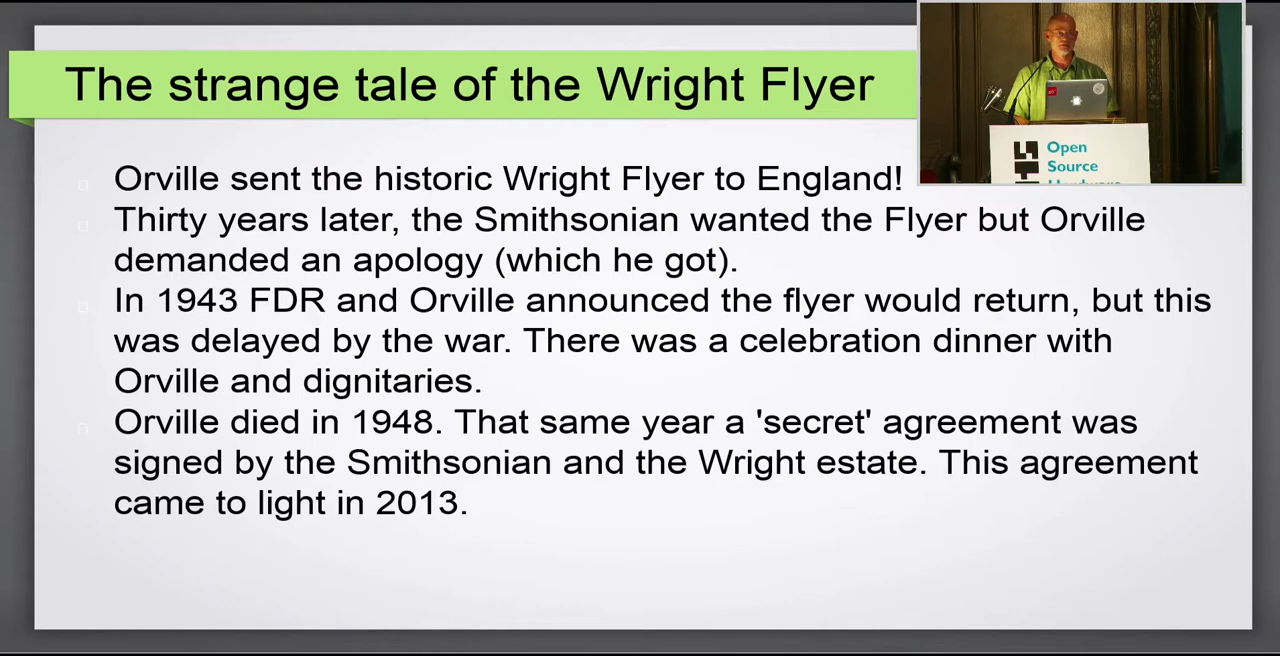 The strange tale of the Wright Flyer
Orville sent the historic Wright Flyer to England!
Thirty years later, the Smithsonian wanted the Flyer but Orville
demanded an apology (which he got).
In 1943 FDR and Orville announced the flyer would return, but this
was delayed by the war. There was a celebration dinner with
Orville and dignitaries.
Orville died in 1948. That same year a 'secret' agreement was
signed by the Smithsonian and the Wright estate. This agreement
came to light in 2013.
Open
Source
Hardware